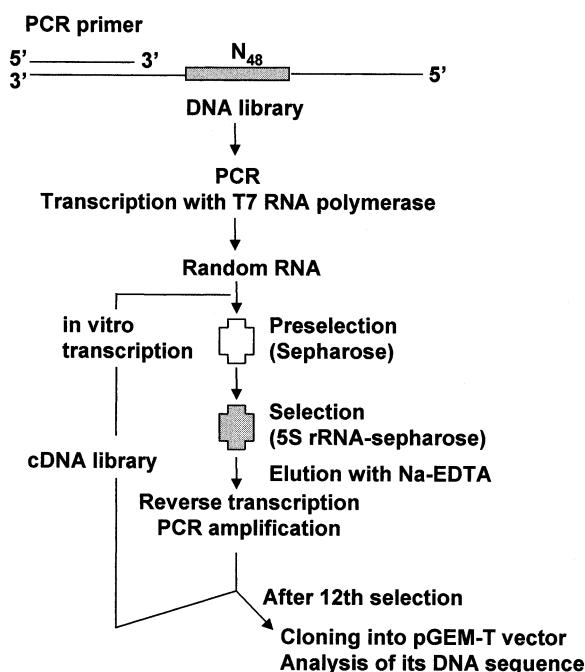 PCR primer
5’ 3’ N48
3’ 5’
DNA library
PCR
Transcription with T7 RNA polymerase
Random RNA
in vitro
transcription
Preselection
(Sepharose)
Selection
(5S rRNA-sepharose)
cDNA library
Elution with Na-EDTA
Reverse transcription
PCR amplification
After 12th selection
Cloning into pGEM-T vector
Analysis of its DNA sequence